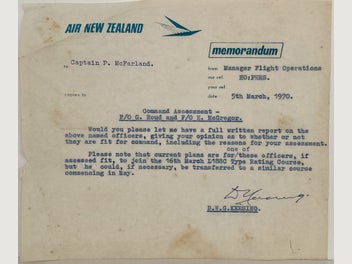 AIR NEW ZEALAND
memorandum
to Captain P. McFarland.
from Manager Flight Operations
our ref. HO:PERS.
your ref
date 5th March, 1970.
copies to
Command Assessment -
F/O G. Roud and F/O E. McGregor.
Would you please let me have a full written report on the
above named officers, giving your opinion as to whether or not
they are fit for command, including the reasons for your assessment.
one of
Please note that current plans are for/these officers, if
assessed fit, to join the 16th March 1680 Type Rating Course,
but he could, if necessary, be transferred to a similar course
commencing in May.
D.W.G. KEESING.